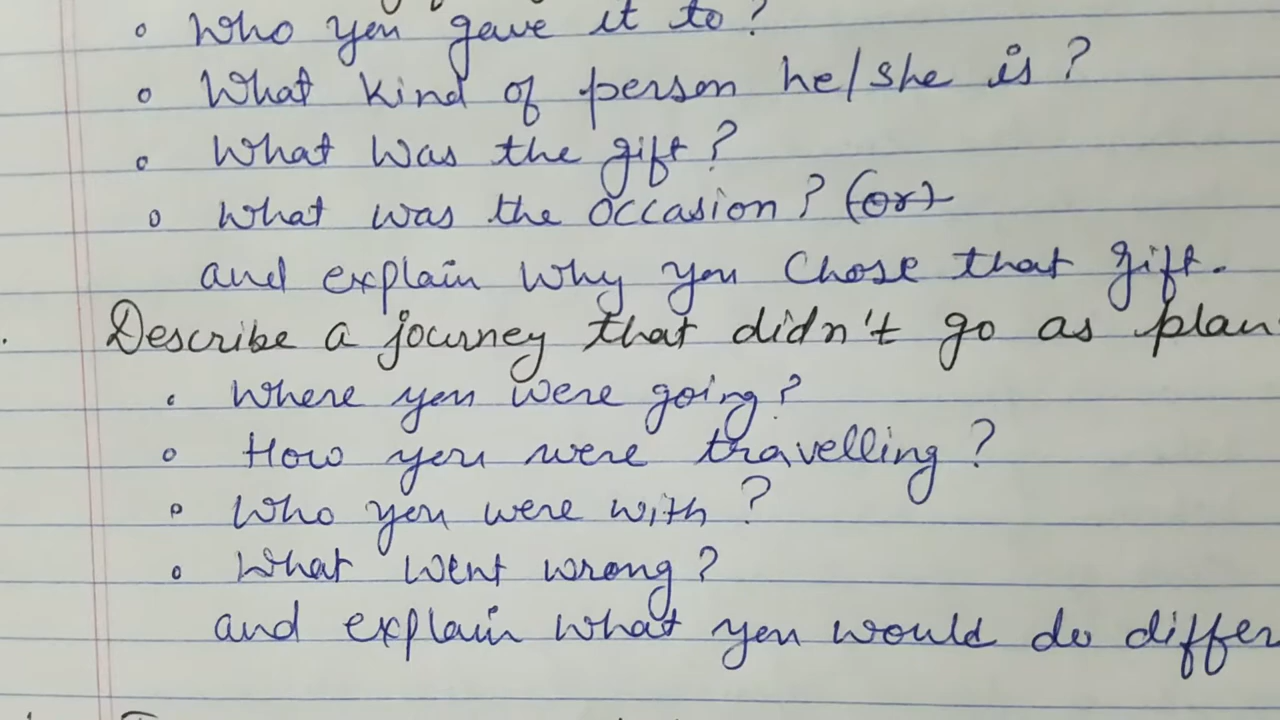 ◦ Who you gave it to?
◦ What kind of person he/she is?
◦ What was the gift?
◦ What was the occasion? (or)
and explain why you chose that gift.
Describe a journey that didn't go as plan
• Where you were going?
◦ How you were travelling?
◦ Who you were with?
◦ What went wrong?
and explain what you would do differ